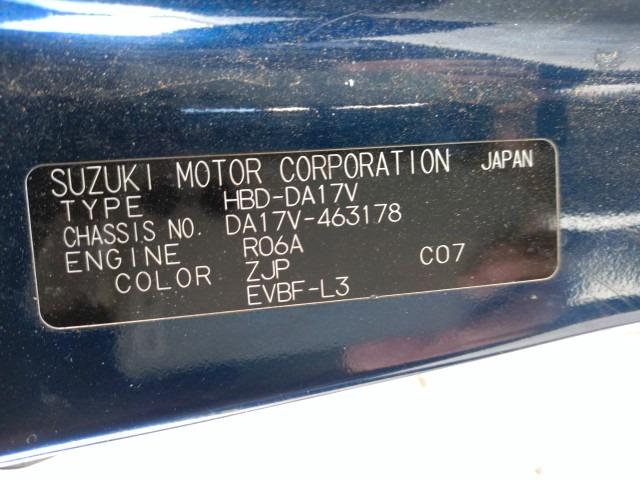 SUZUKI MOTOR CORPORATION JAPAN
TYPE HBD-DA17V
CHASSIS NO. DA17V-463178
ENGINE R06A
COLOR ZJP C07
EVBF-L3